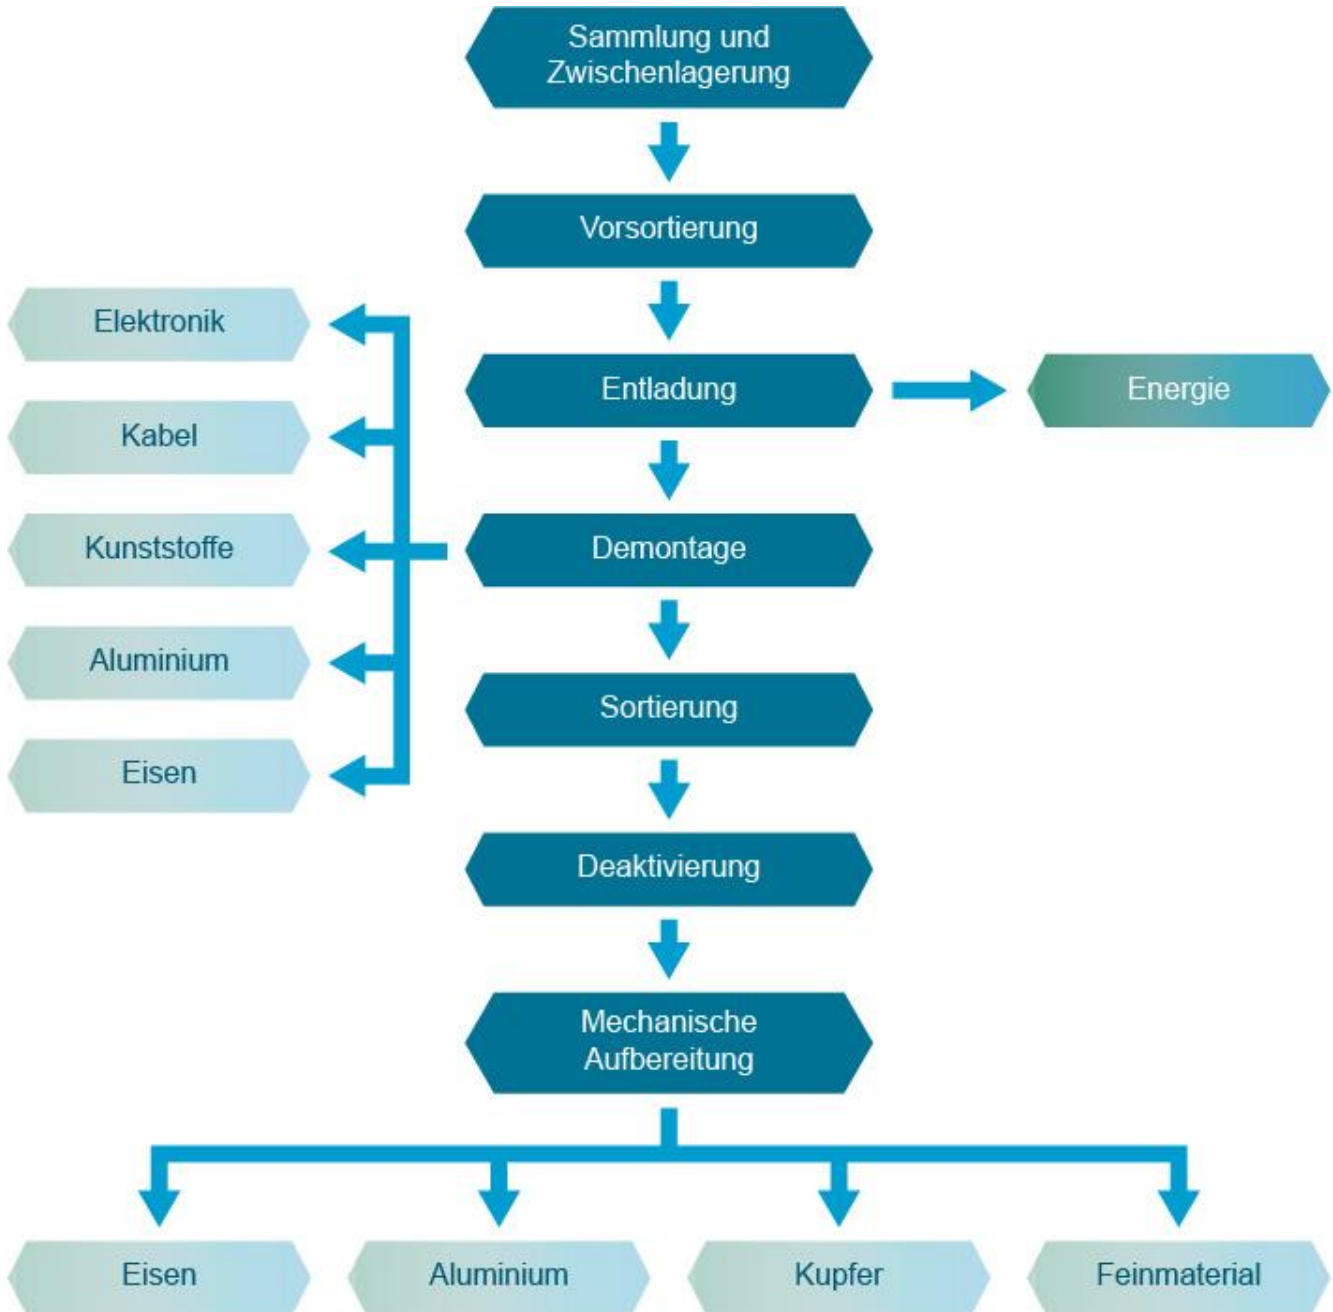 Sammlung und
Zwischenlagerung
Vorsortierung
Elektronik
Entladung
Energie
Kabel
Kunststoffe
Demontage
Aluminium
Sortierung
Eisen
Deaktivierung
Mechanische
Aufbereitung
Eisen
Aluminium
Kupfer
Feinmaterial